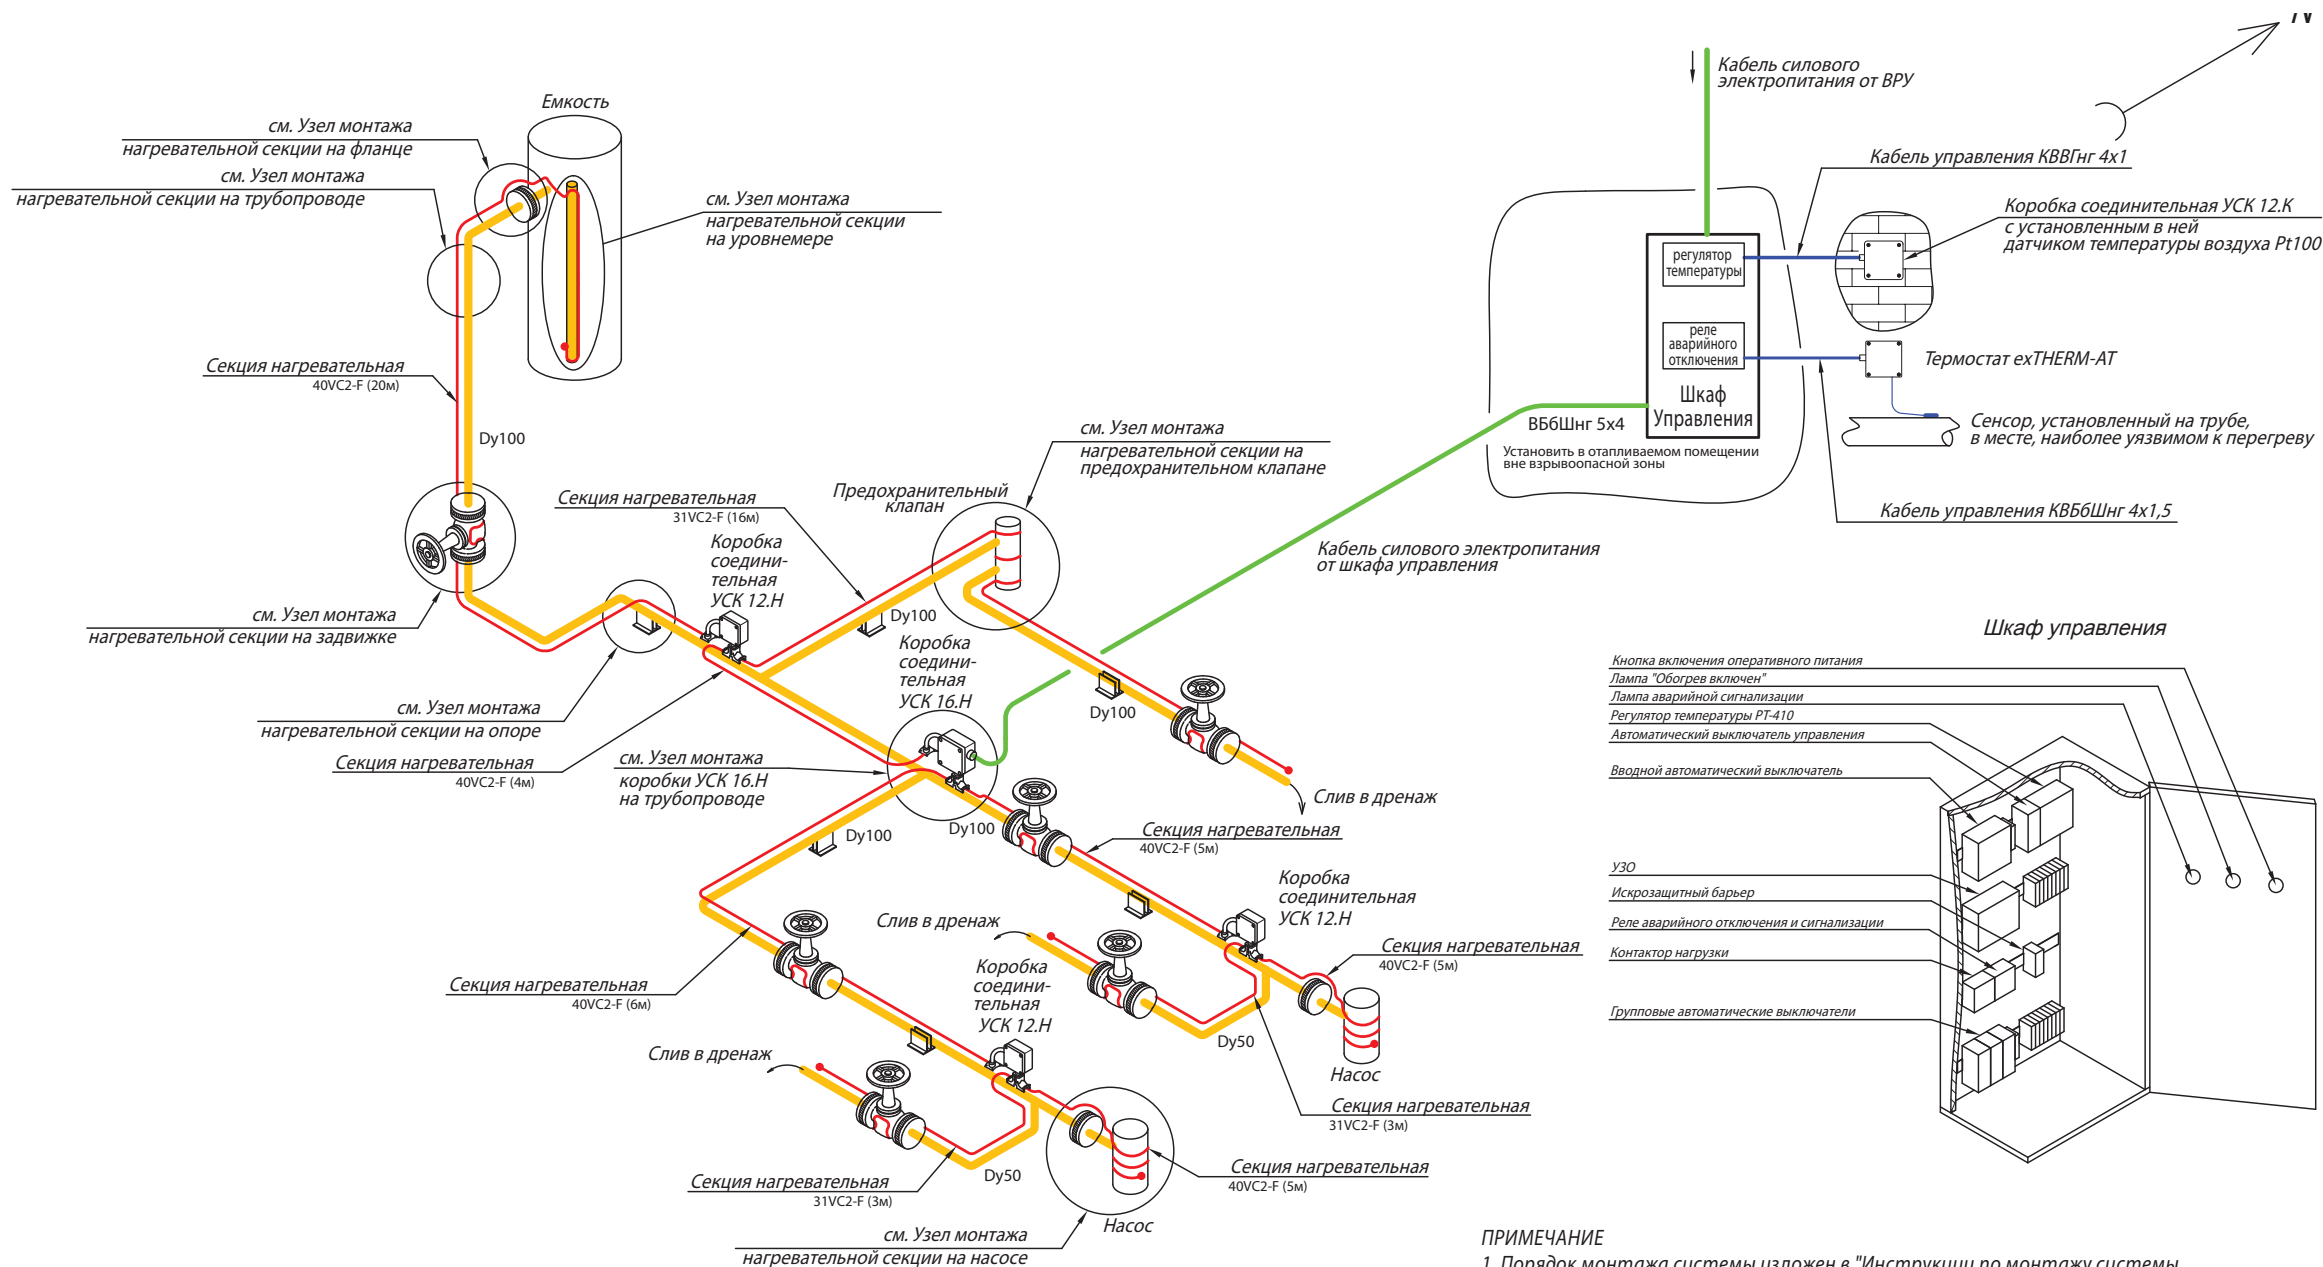 N
Кабель силового
электропитания от ВРУ
Емкость
см. Узел монтажа
нагревательной секции на фланце
см. Узел монтажа
нагревательной секции на трубопроводе
см. Узел монтажа
нагревательной секции
на уровнемере
Кабель управления КВВГнг 4х1
Коробка соединительная УСК 12.К
с установленным в ней
датчиком температуры воздуха Pt100
регулятор
температуры
реле
аварийного
отключения
Шкаф
Управления
Термостат exTHERM-AT
Сенсор, установленный на трубе,
в месте, наиболее уязвимом к перегреву
ВБбШнг 5х4
Установить в отапливаемом помещении
вне взрывоопасной зоны
Кабель управления КВБбШнг 4х1,5
Секция нагревательная
40VC2-F (20м)
Dy100
см. Узел монтажа
нагревательной секции на
предохранительном клапане
Предохранительный
клапан
Секция нагревательная
31VC2-F (16м)
Коробка
соедини-
тельная
УСК 12.Н
Кабель силового электропитания
от шкафа управления
см. Узел монтажа
нагревательной секции на задвижке
Dy100
Коробка
соедини-
тельная
УСК 16.Н
Dy100
см. Узел монтажа
нагревательной секции на опоре
Секция нагревательная
40VC2-F (4м)
см. Узел монтажа
коробки УСК 16.Н
на трубопроводе
Слив в дренаж
Dy100
Dy100
Секция нагревательная
40VC2-F (5м)
Коробка
соединительная
УСК 12.Н
Слив в дренаж
Секция нагревательная
40VC2-F (5м)
Коробка
соедини-
тельная
УСК 12.Н
Секция нагревательная
40VC2-F (6м)
Dy50
Слив в дренаж
Насос
Секция нагревательная
31VC2-F (3м)
Dy50
Секция нагревательная
31VC2-F (3м)
Секция нагревательная
40VC2-F (5м)
Насос
см. Узел монтажа
нагревательной секции на насосе
Шкаф управления
Кнопка включения оперативного питания
Лампа "Обогрев включен"
Лампа аварийной сигнализации
Регулятор температуры РТ-410
Автоматический выключатель управления
Вводной автоматический выключатель
УЗО
Искрозащитный барьер
Реле аварийного отключения и сигнализации
Контактор нагрузки
Групповые автоматические выключатели
ПРИМЕЧАНИЕ
1. Порядок монтажа системы изложен в "Инструкции по монтажу системы